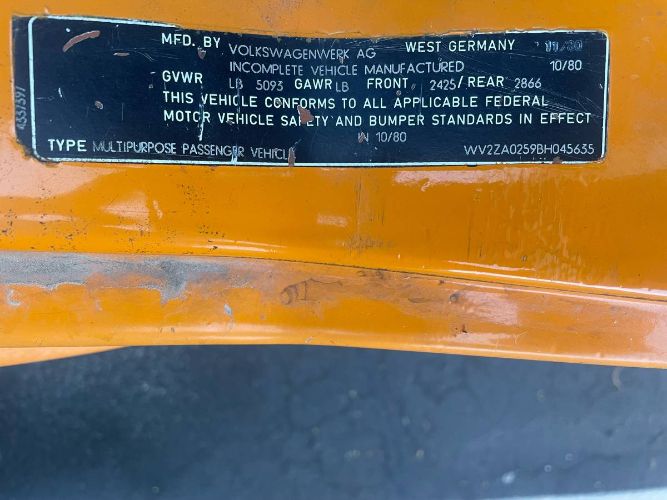 MFD. BY VOLKSWAGENWERK AG WEST GERMANY 11/80
INCOMPLETE VEHICLE MANUFACTURED 10/80
GVWR LB 5093 GAWR LB FRONT 2425/ REAR 2866
THIS VEHICLE CONFORMS TO ALL APPLICABLE FEDERAL
MOTOR VEHICLE SAFETY AND BUMPER STANDARDS IN EFFECT
IN 10/80
TYPE MULTIPURPOSE PASSENGER VEHICLE WV2ZA0259BH045635